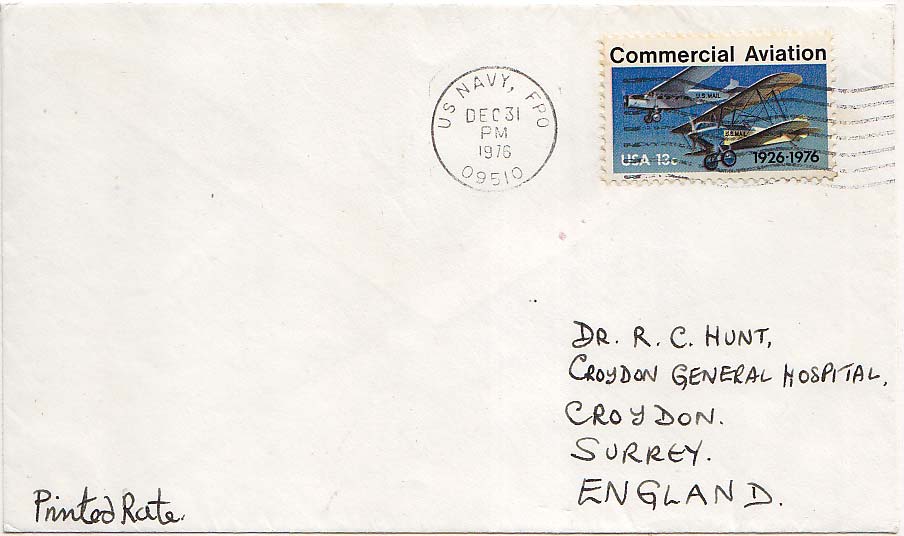 Commercial Aviation
U.S. MAIL
U.S. MAIL
USA 13c
1926·1976
US NAVY, FPO
DEC 31
PM
1976
09510
DR. R. C. HUNT,
CROYDON GENERAL HOSPITAL,
CROYDON.
SURREY.
ENGLAND.
Printed Rate.